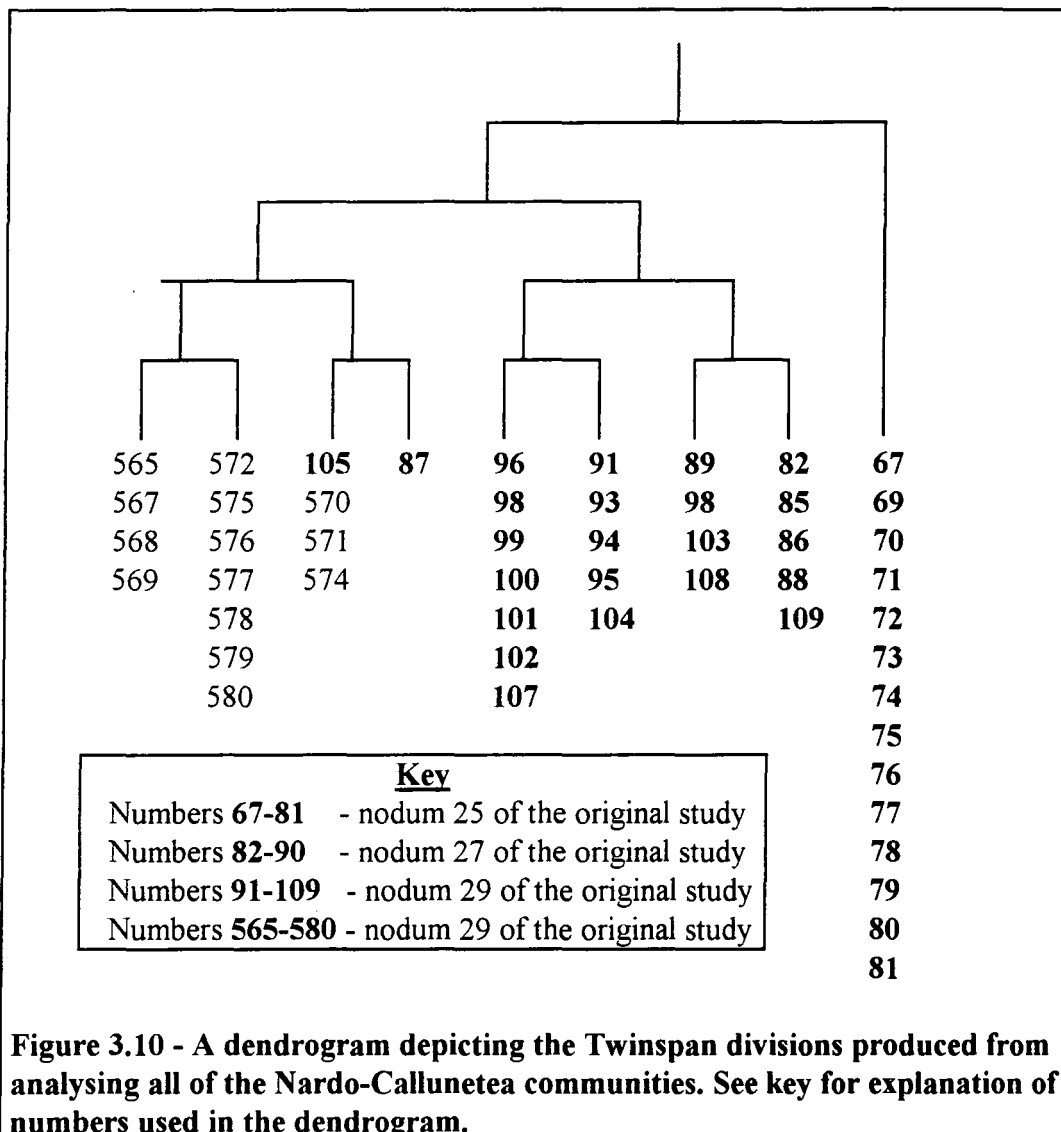 565 572 105 87 96 91 89 82 67
567 575 570 98 93 98 85 69
568 576 571 99 94 103 86 70
569 577 574 100 95 108 88 71
578 101 104 109 72
579 102 73
580 107 74
75
Key 76
Numbers 67-81 - nodum 25 of the original study 77
Numbers 82-90 - nodum 27 of the original study 78
Numbers 91-109 - nodum 29 of the original study 79
Numbers 565-580 - nodum 29 of the original study 80
81
Figure 3.10 - A dendrogram depicting the Twinspan divisions produced from
analysing all of the Nardo-Callunetea communities. See key for explanation of
numbers used in the dendrogram.